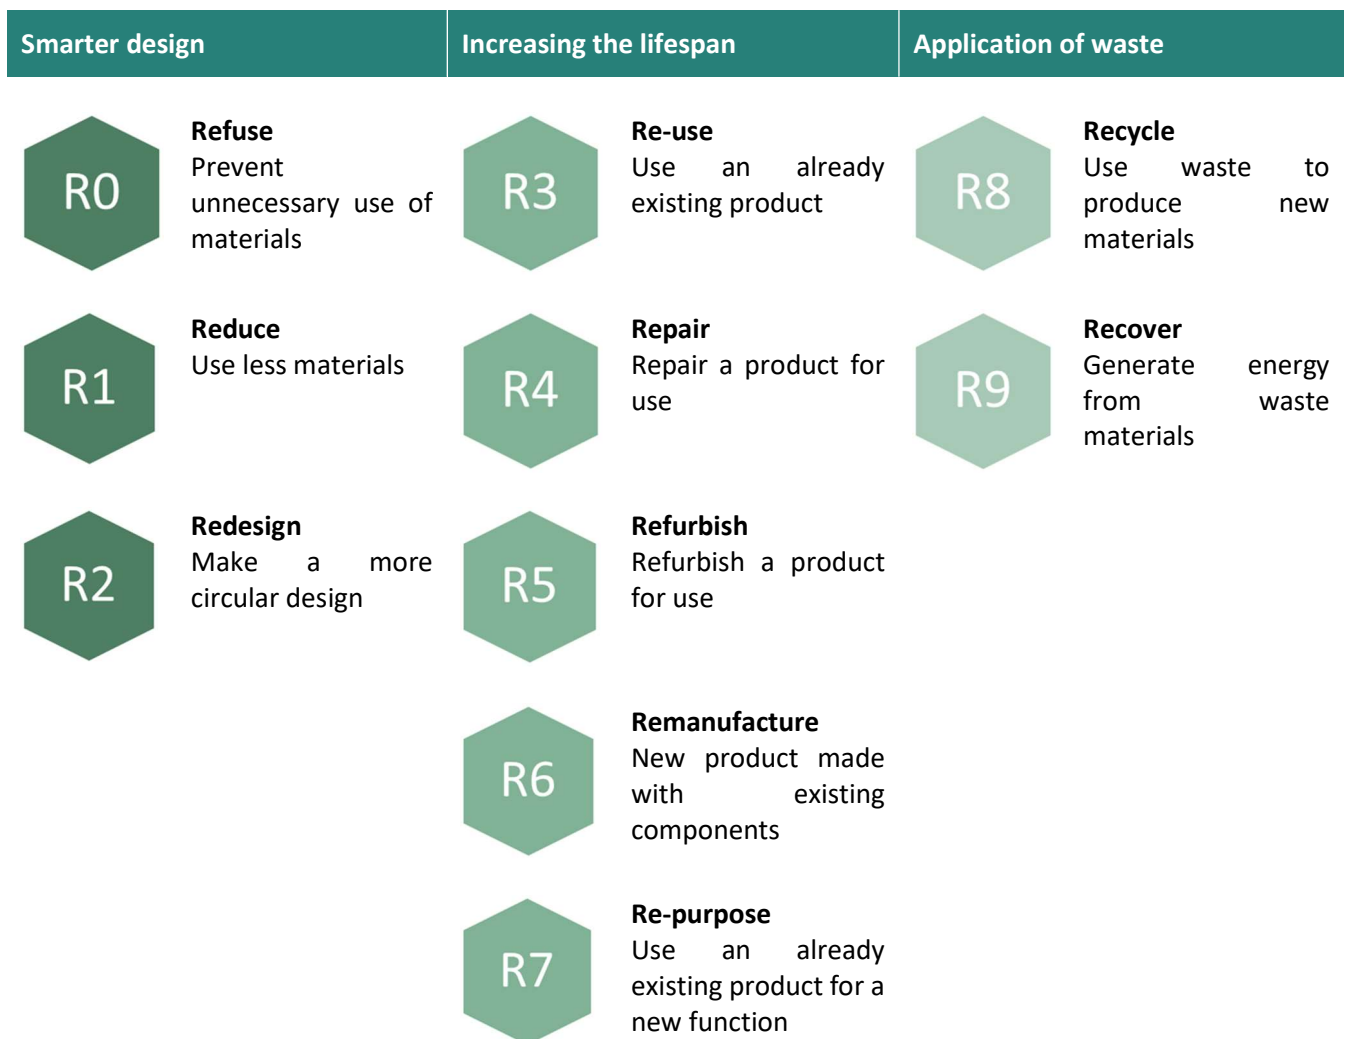 Smarter design
Increasing the lifespan
Application of waste
R0
Refuse
Prevent
unnecessary use of
materials
R1
Reduce
Use less materials
R2
Redesign
Make a more
circular design
R3
Re-use
Use an already
existing product
R4
Repair
Repair a product for
use
R5
Refurbish
Refurbish a product
for use
R6
Remanufacture
New product made
with existing
components
R7
Re-purpose
Use an already
existing product for a
new function
R8
Recycle
Use waste to
produce new
materials
R9
Recover
Generate energy
from waste
materials